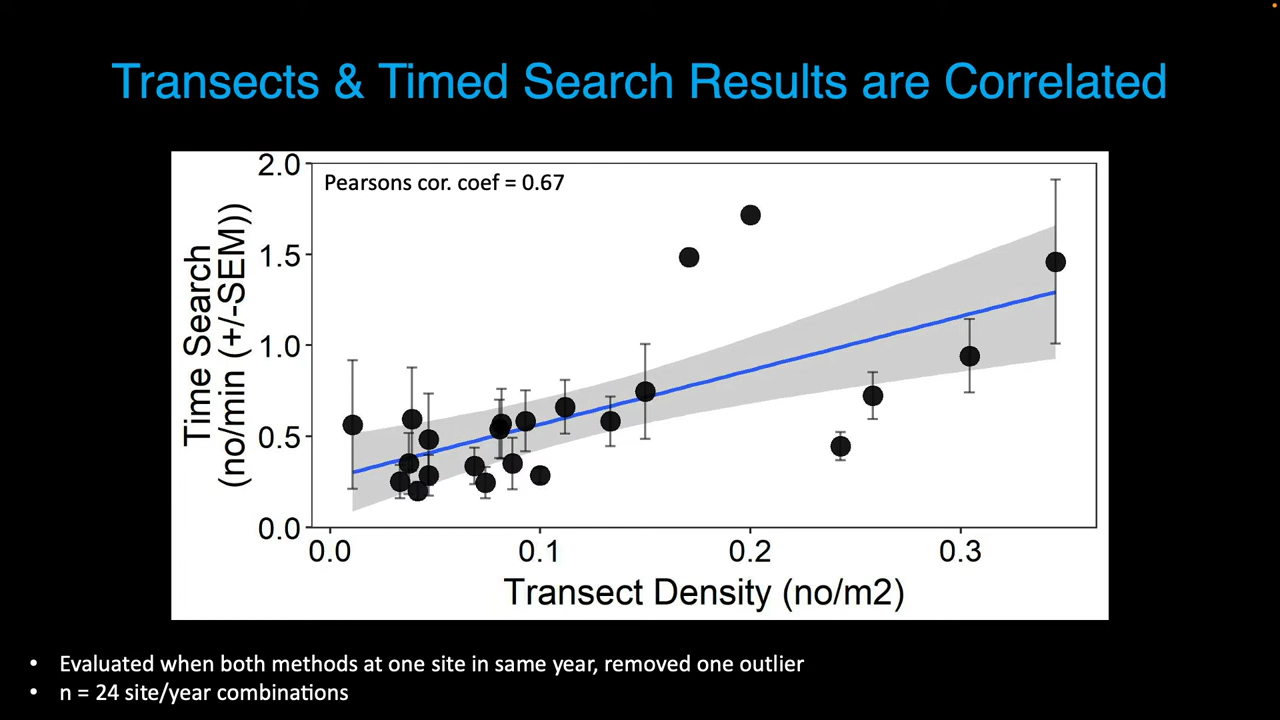 Transects & Timed Search Results are Correlated
Pearsons cor. coef = 0.67
2.0
1.5
1.0
0.5
0.0
Time Search
(no/min (+/-SEM))
0.0 0.1 0.2 0.3
Transect Density (no/m2)
• Evaluated when both methods at one site in same year, removed one outlier
• n = 24 site/year combinations